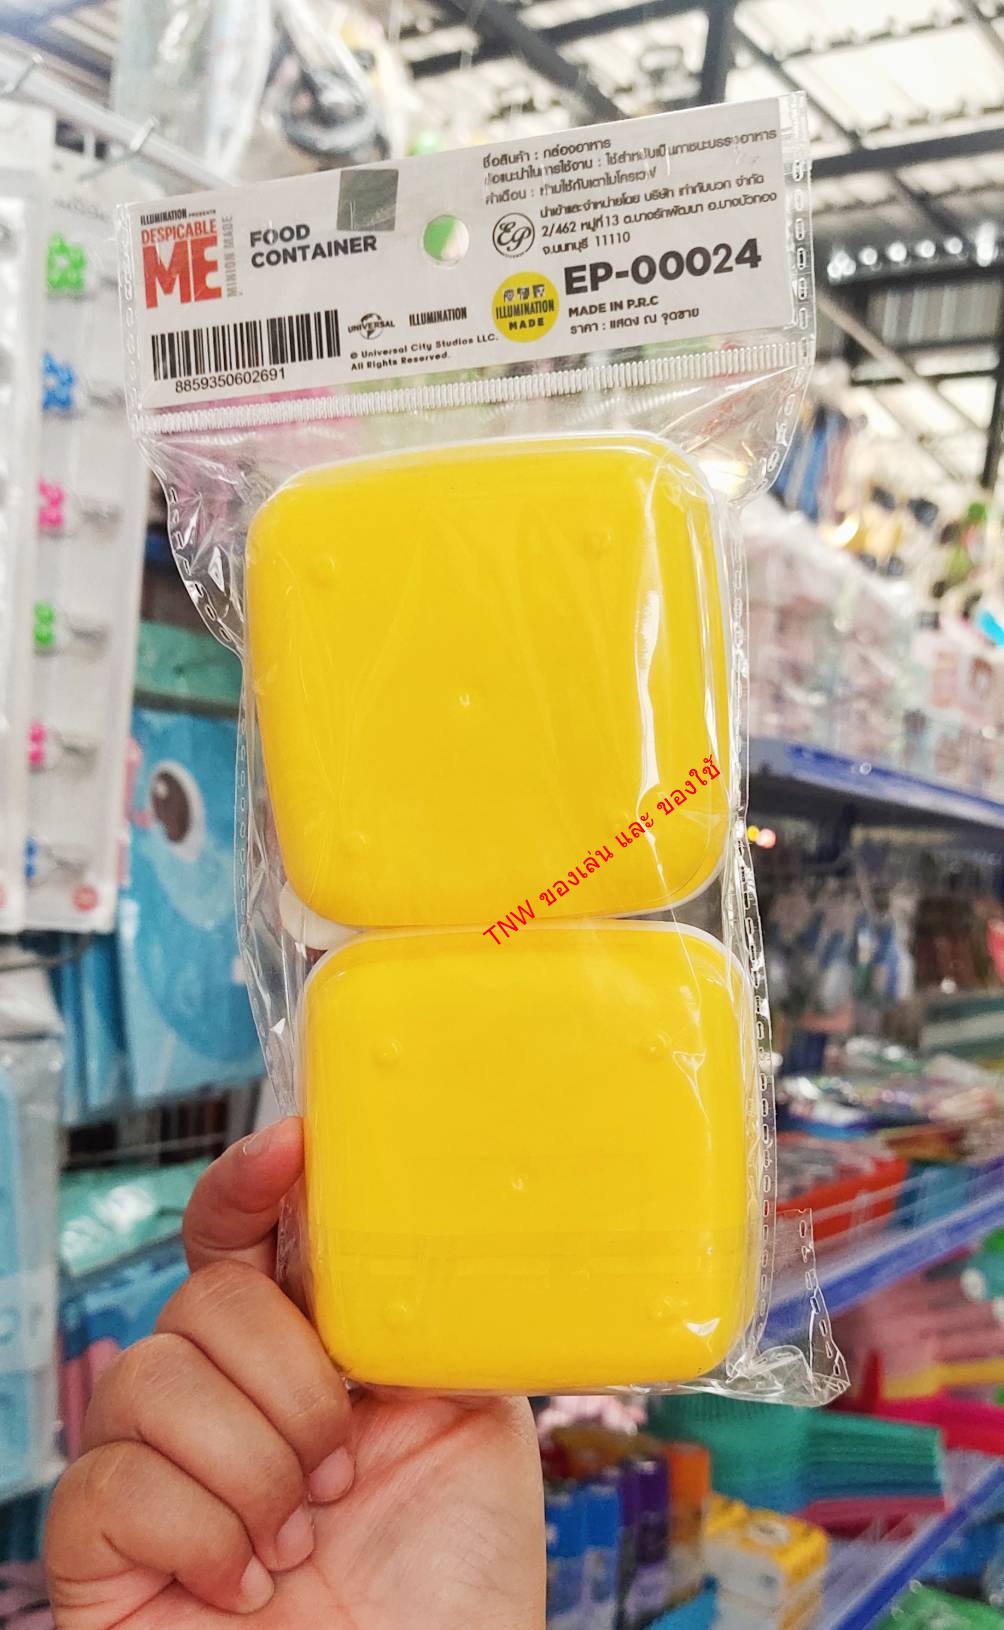 ILLUMINATION PRESENTS
DESPICABLE
ME
MINION MADE
FOOD
CONTAINER
8859350602691
UNIVERSAL
ILLUMINATION
© Universal City Studios LLC.
All Rights Reserved.
ILLUMINATION
MADE
ชื่อสินค้า : กล่องอาหาร
ข้อแนะนำในการใช้งาน : ใช้สำหรับเป็นภาชนะบรรจุอาหาร
คำเตือน : ห้ามใช้กับเตาไมโครเวฟ
EP
นำเข้าและจำหน่ายโดย บริษัท เท่ากับบวก จำกัด
2/462 หมู่ที่ 13 ต.บางรักพัฒนา อ.บางบัวทอง
จ.นนทบุรี 11110
EP-00024
MADE IN P.R.C
ราคา : แสดง ณ จุดขาย
TNW ของเล่น และ ของใช้